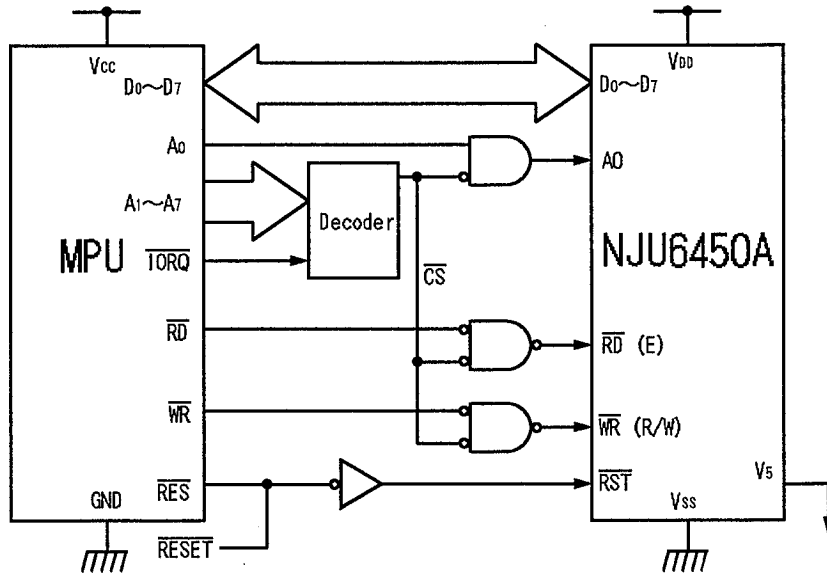 Vcc
D0~D7
A0
A1~A7
MPU
IORQ
RD
WR
RES
GND
RESET
Decoder
CS
VDD
D0~D7
A0
NJU6450A
RD (E)
WR (R/W)
RST
V5
Vss